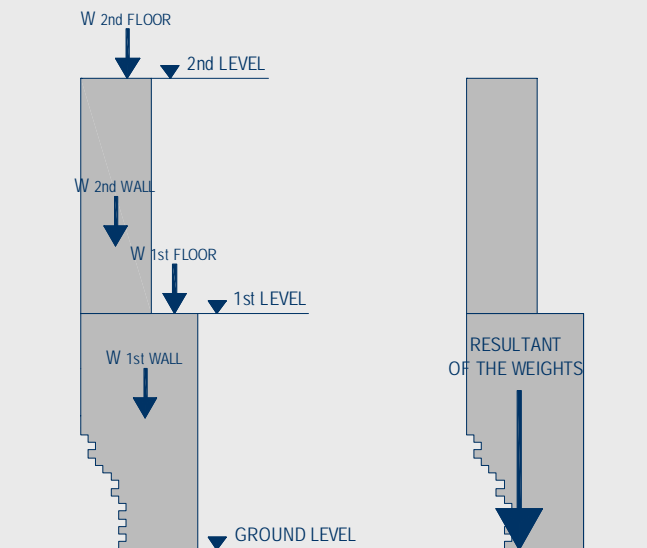 W 2nd FLOOR
2nd LEVEL
W 2nd WALL
W 1st FLOOR
1st LEVEL
W 1st WALL
RESULTANT
OF THE WEIGHTS
GROUND LEVEL